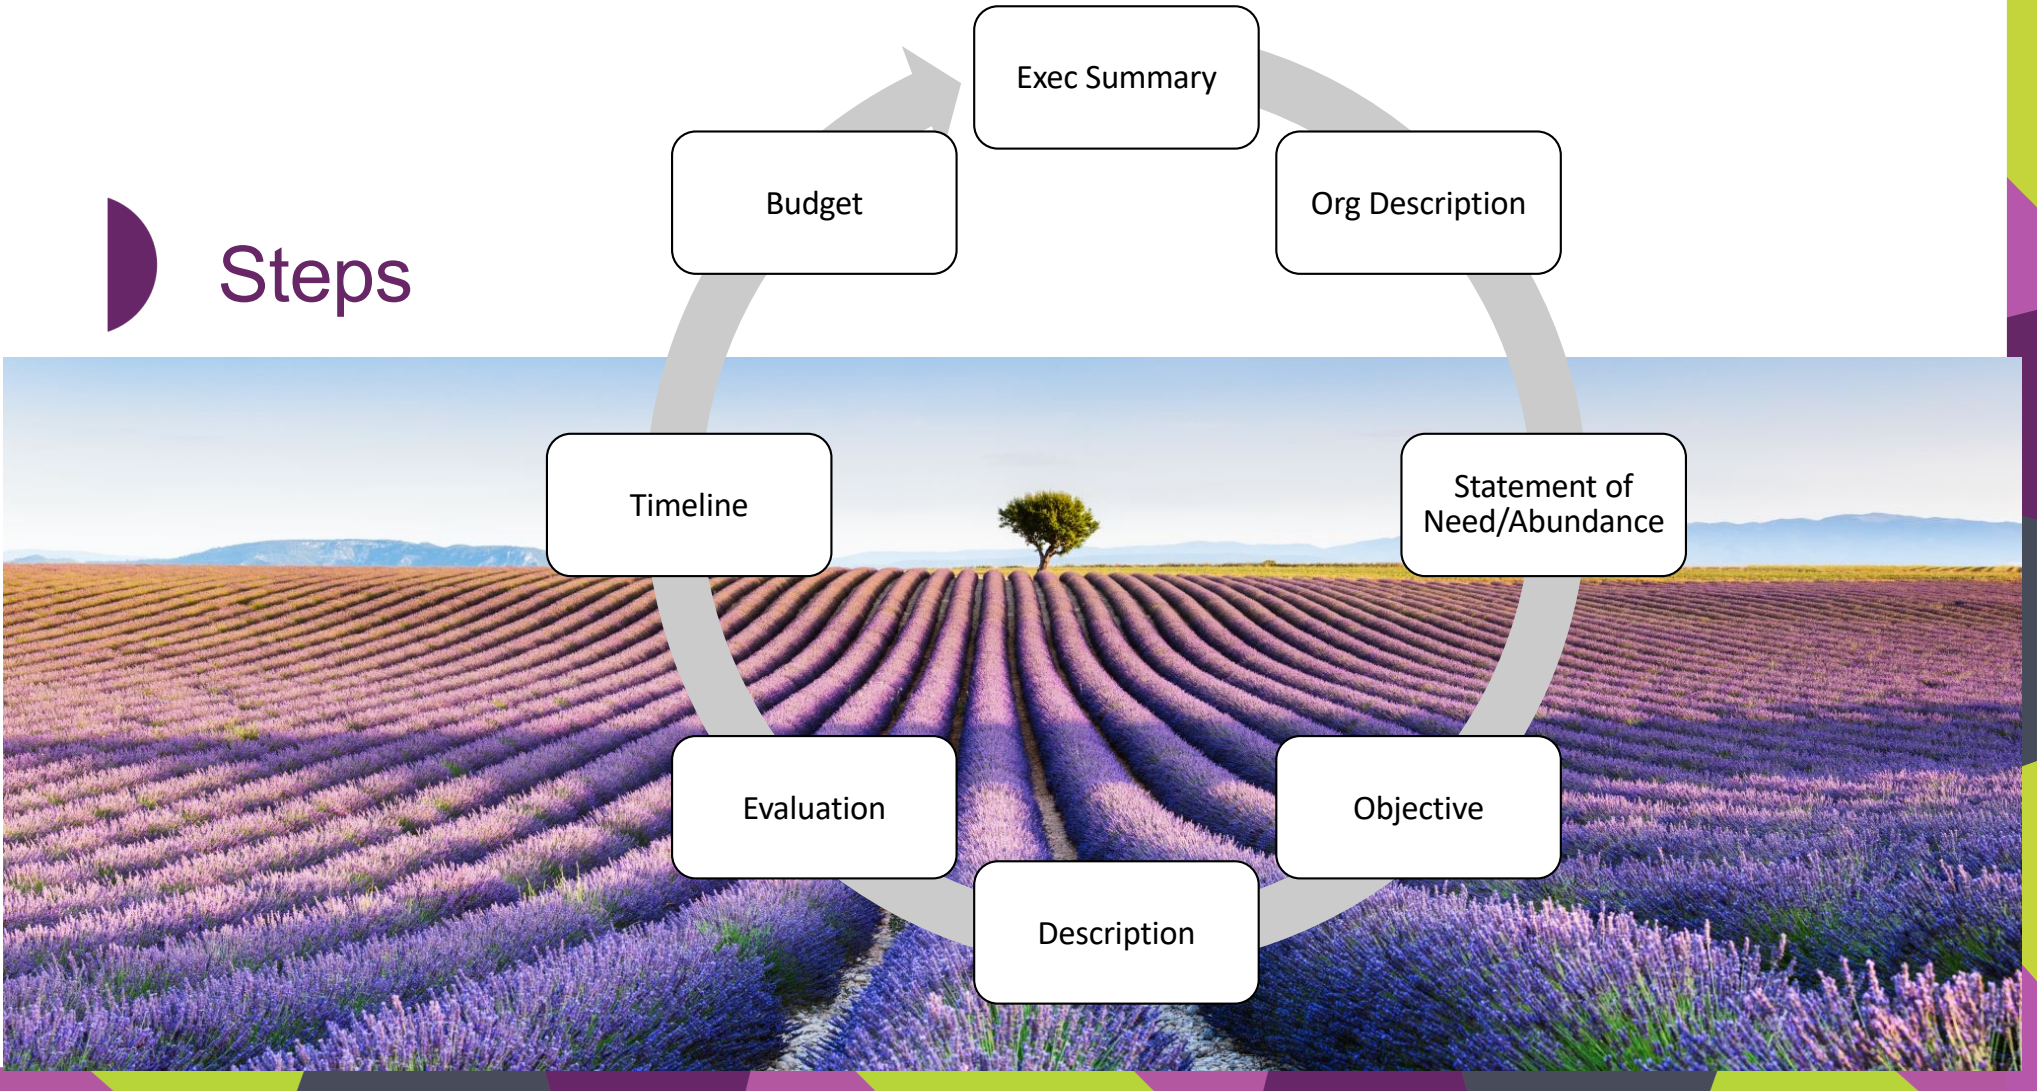 Steps
Exec Summary
Org Description
Statement of
Need/Abundance
Objective
Description
Evaluation
Timeline
Budget